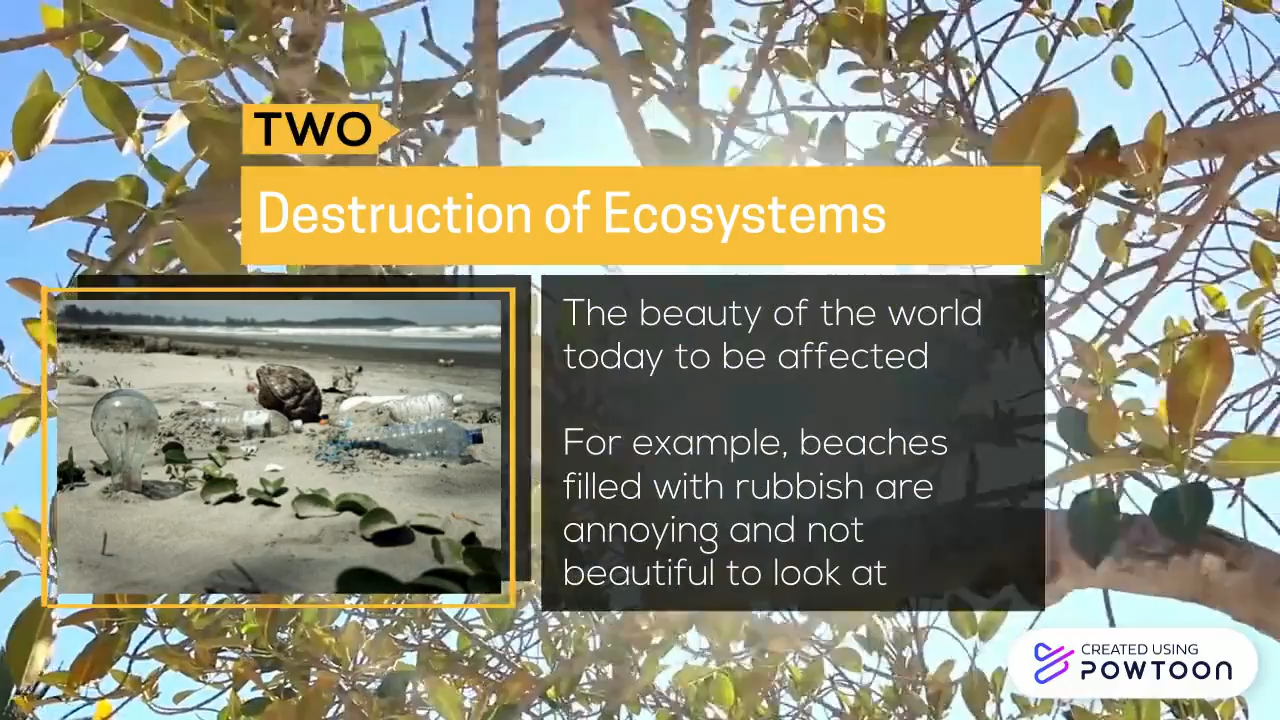 TWO
Destruction of Ecosystems
The beauty of the world
today to be affected
For example, beaches
filled with rubbish are
annoying and not
beautiful to look at
CREATED USING
POWTOON